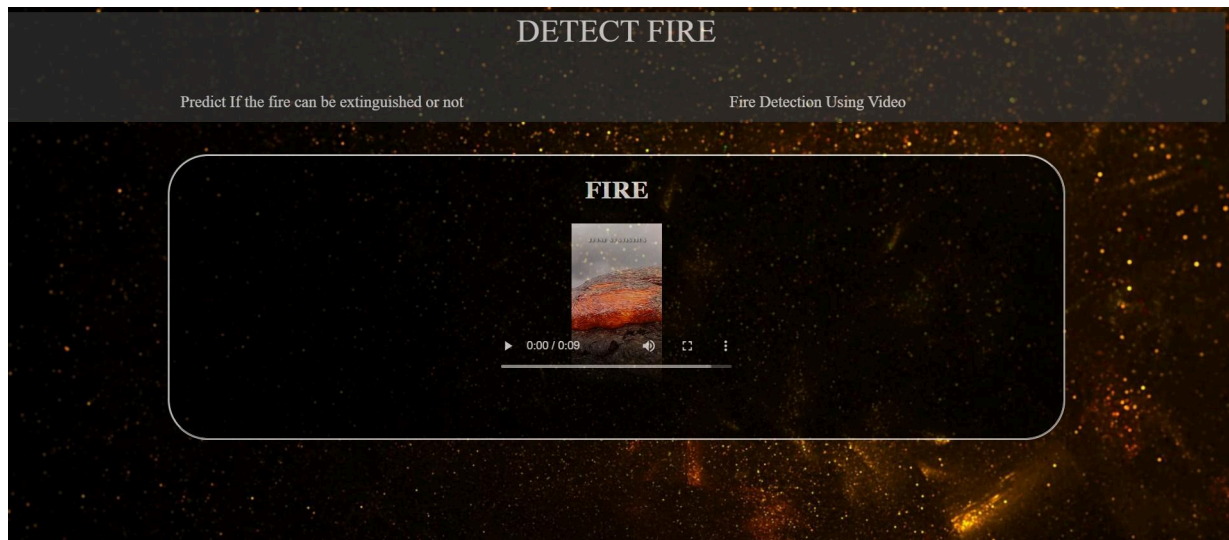 DETECT FIRE
Predict If the fire can be extinguished or not Fire Detection Using Video
FIRE
0:00 / 0:09